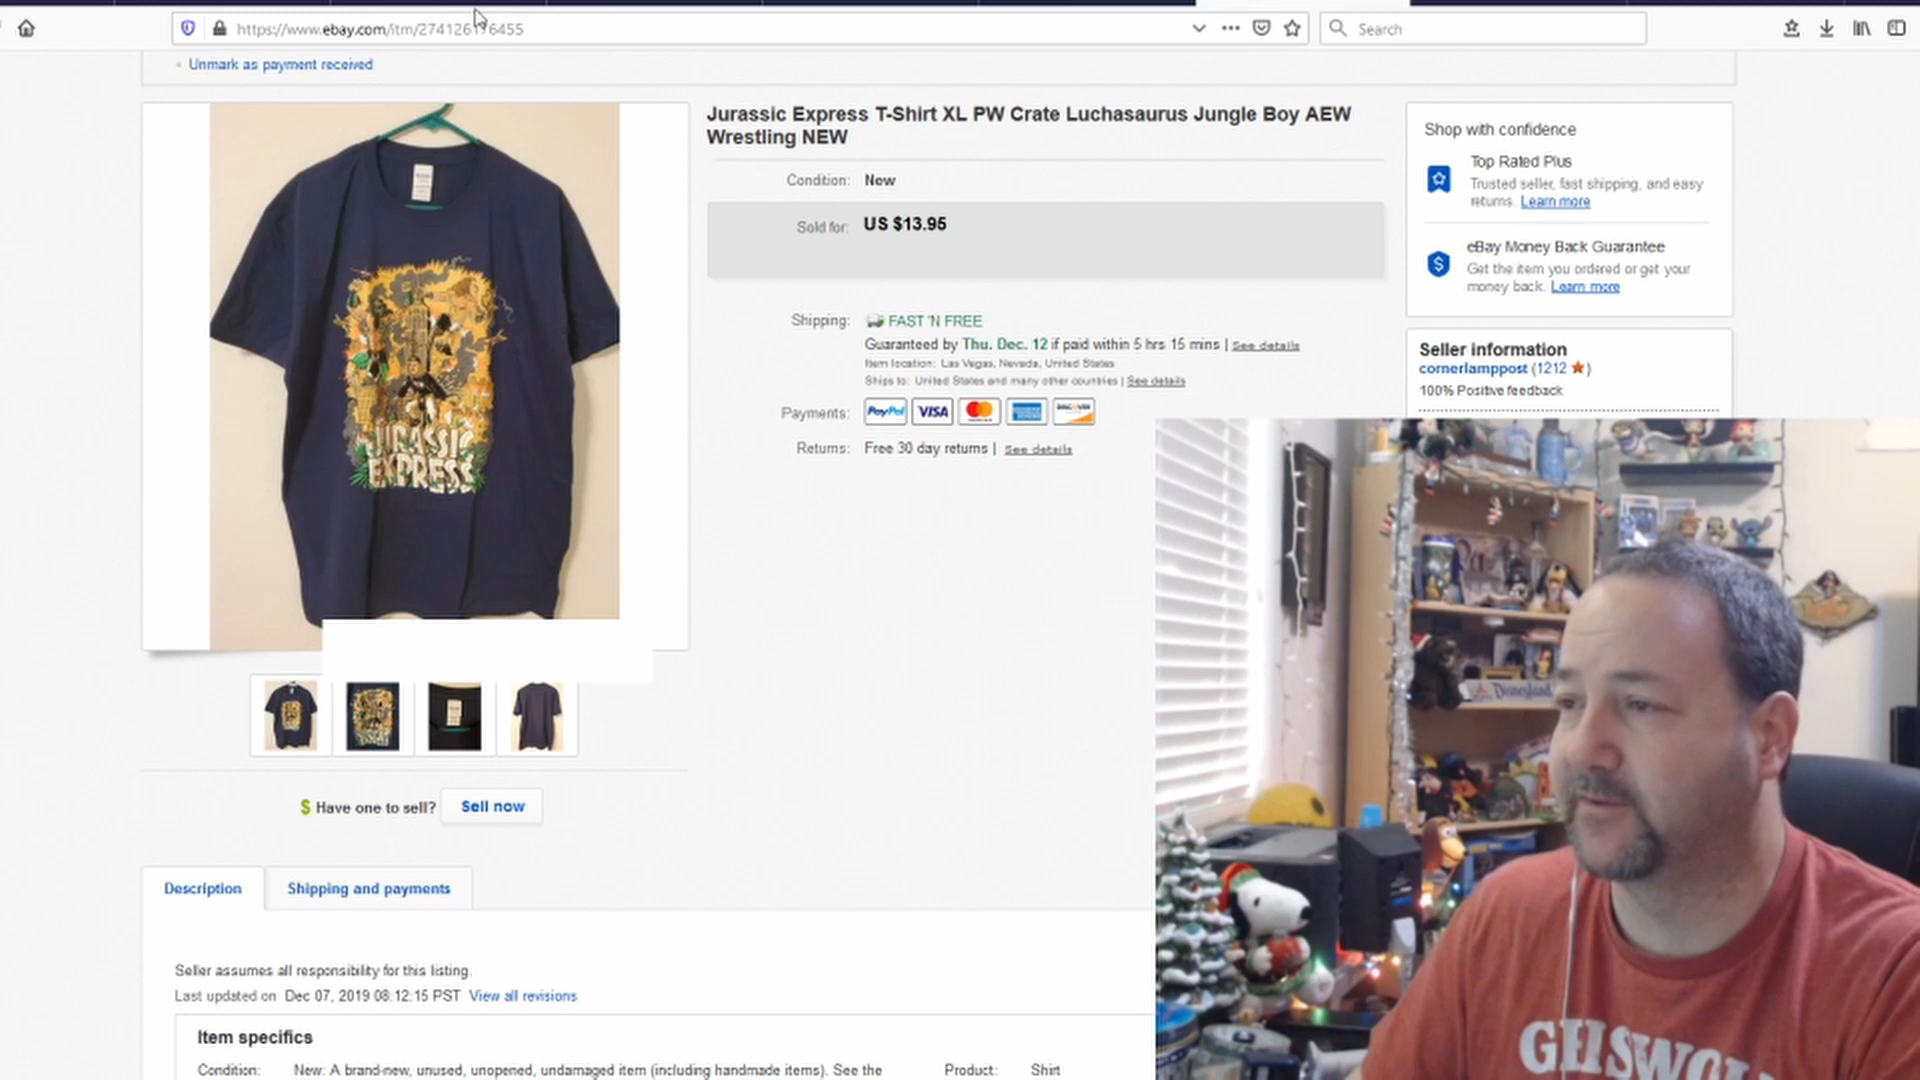 https://www.ebay.com/itm/274126176455
Search
Unmark as payment received
Jurassic Express T-Shirt XL PW Crate Luchasaurus Jungle Boy AEW
Wrestling NEW
Condition: New
Sold for: US $13.95
Shipping: FAST 'N FREE
Guaranteed by Thu. Dec. 12 if paid within 5 hrs 15 mins | See details
Item location: Las Vegas, Nevada, United States
Ships to: United States and many other countries | See details
Payments: PayPal VISA
Returns: Free 30 day returns | See details
Shop with confidence
Top Rated Plus
Trusted seller, fast shipping, and easy
returns. Learn more
eBay Money Back Guarantee
Get the item you ordered or get your
money back. Learn more
Seller information
cornerlamppost (1212 )
100% Positive feedback
JURASSIC
EXPRESS
$ Have one to sell? Sell now
Description
Shipping and payments
Seller assumes all responsibility for this listing.
Last updated on Dec 07, 2019 08:12:15 PST View all revisions
Item specifics
Condition: New: A brand-new, unused, unopened, undamaged item (including handmade items). See the
Product: Shirt
Disneyland